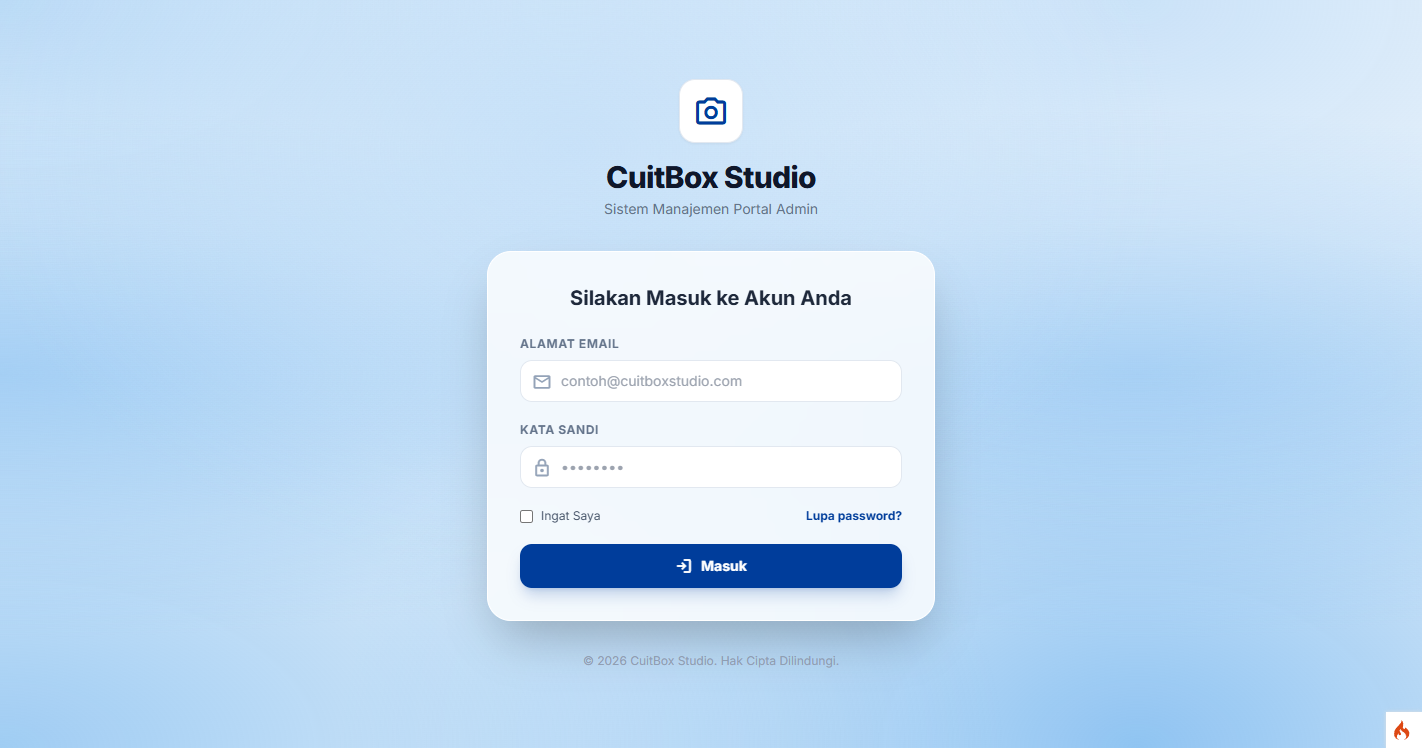 CuitBox Studio
Sistem Manajemen Portal Admin
Silakan Masuk ke Akun Anda
ALAMAT EMAIL
contoh@cuitboxstudio.com
KATA SANDI
••••••••
Ingat Saya
Lupa password?
Masuk
© 2026 CuitBox Studio. Hak Cipta Dilindungi.